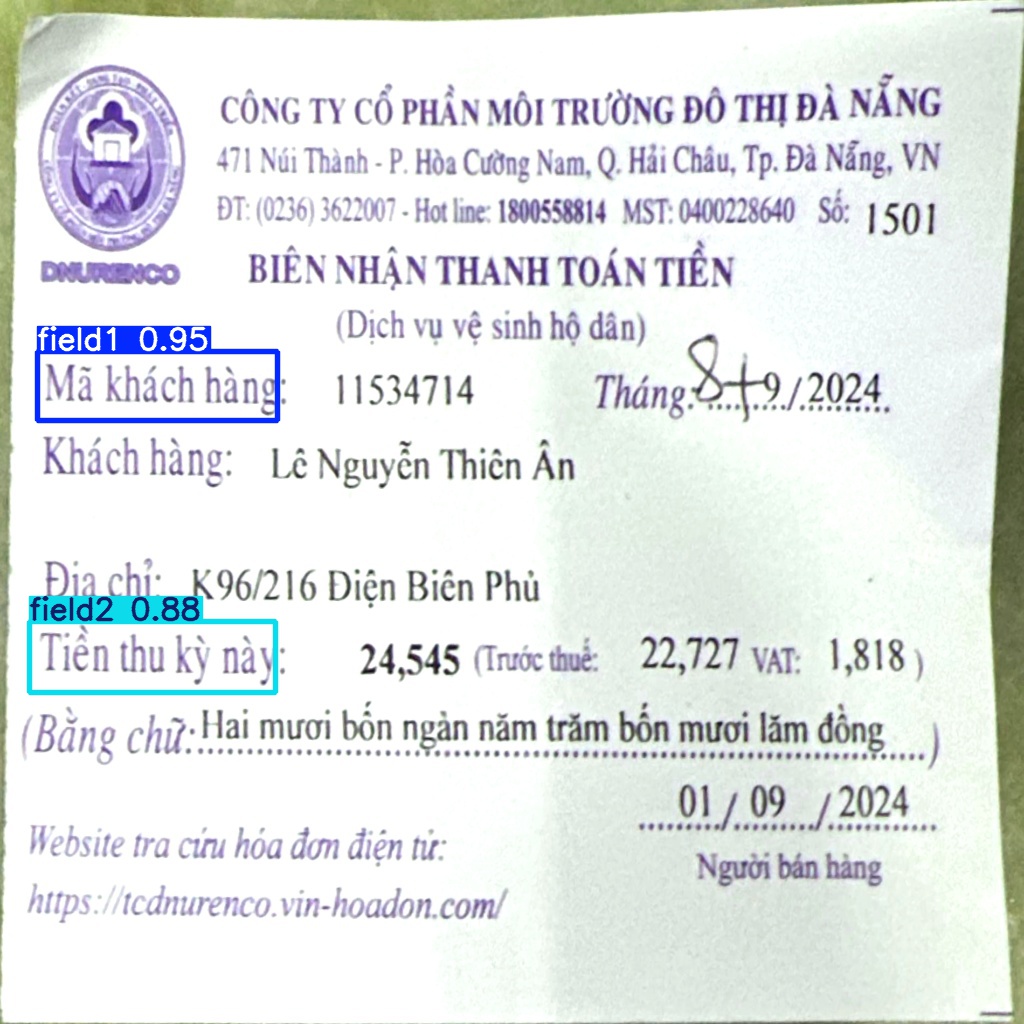 CÔNG TY CỔ PHẦN MÔI TRƯỜNG ĐÔ THỊ ĐÀ NẴNG
471 Núi Thành - P. Hòa Cường Nam, Q. Hải Châu, Tp. Đà Nẵng, VN
ĐT: (0236) 3622007 - Hot line: 1800558814 MST: 0400228640 Số: 1501
DNURENCO
BIÊN NHẬN THANH TOÁN TIỀN
(Dịch vụ vệ sinh hộ dân)
field1 0.95
Mã khách hàng: 11534714 Tháng 8+9/2024
Khách hàng: Lê Nguyễn Thiên Ân
Địa chỉ: K96/216 Điện Biên Phủ
field2 0.88
Tiền thu kỳ này: 24,545 (Trước thuế: 22,727 VAT: 1,818 )
(Bằng chữ: Hai mươi bốn ngàn năm trăm bốn mươi lăm đồng )
01 / 09 / 2024
Website tra cứu hóa đơn điện tử:
Người bán hàng
https://tcdnurenco.vin-hoadon.com/